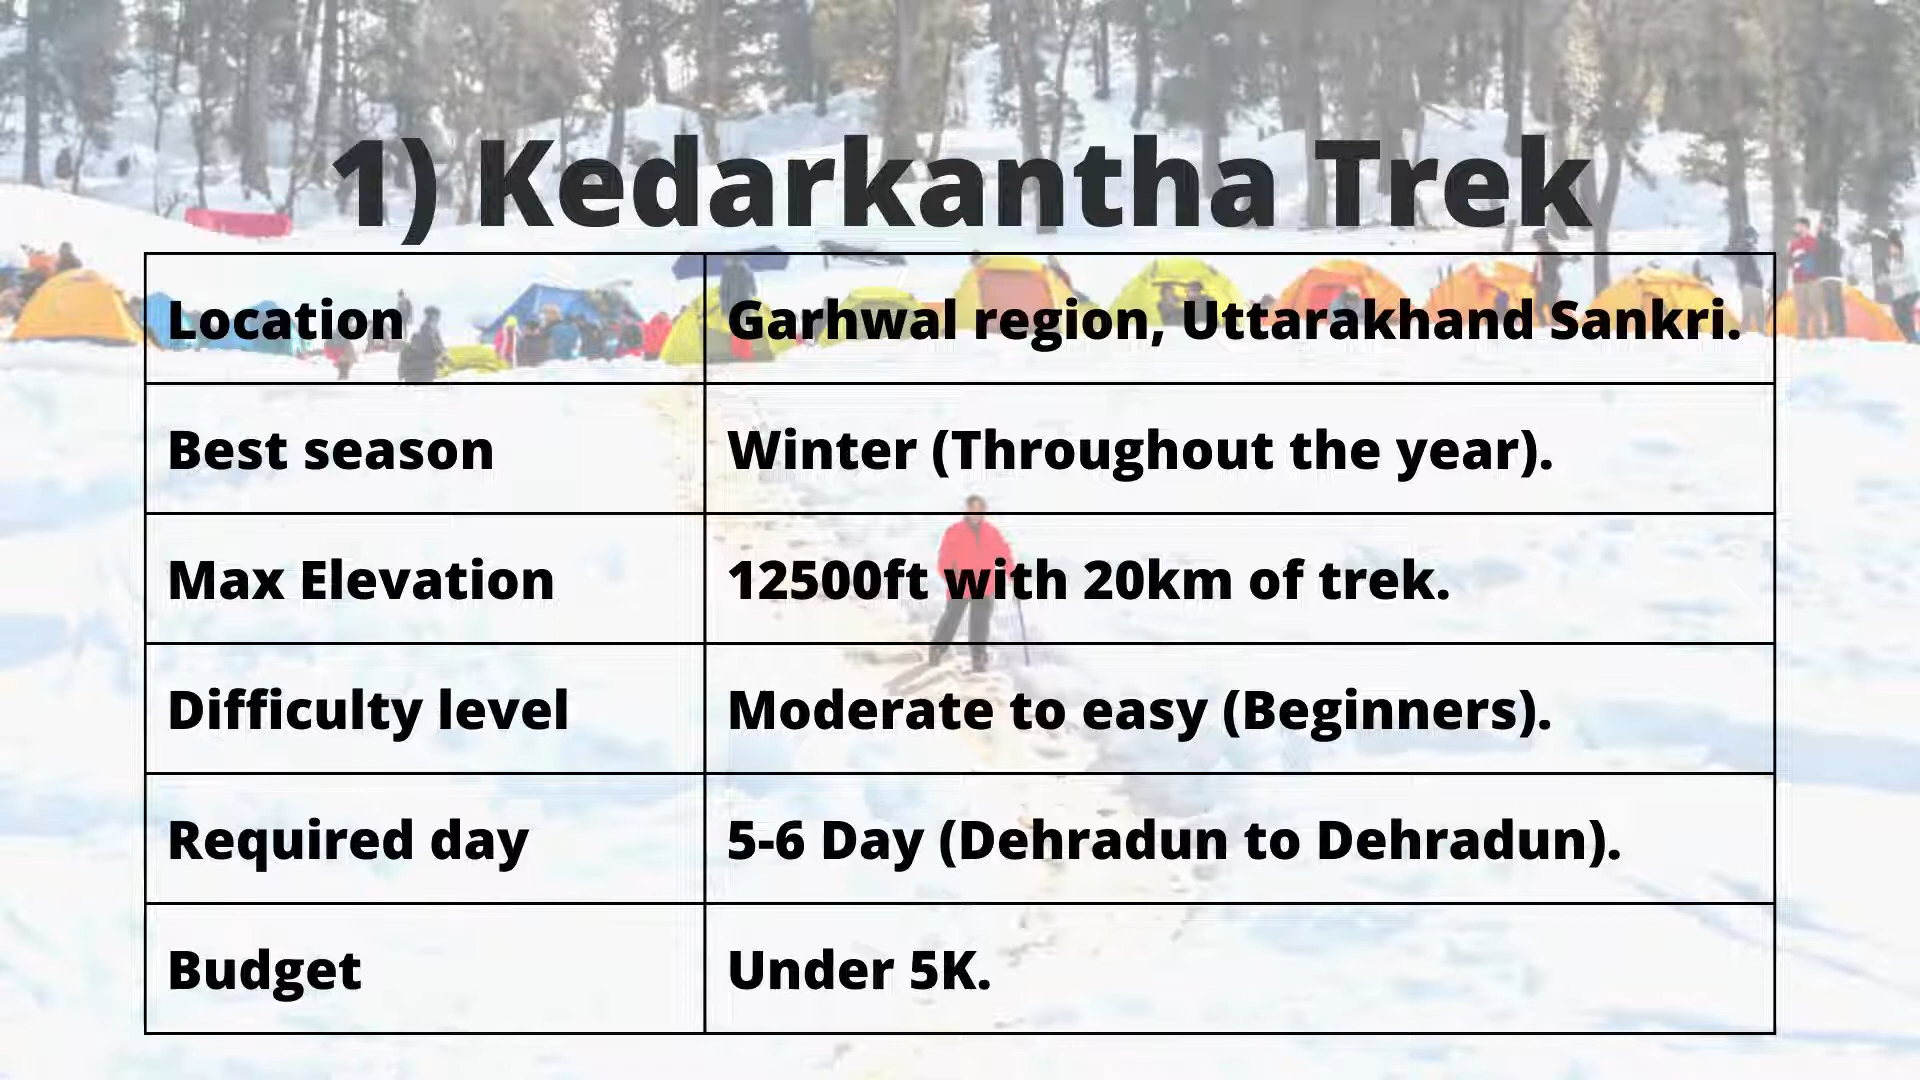 1) Kedarkantha Trek
Location
Garhwal region, Uttarakhand Sankri.
Best season
Winter (Throughout the year).
Max Elevation
12500ft with 20km of trek.
Difficulty level
Moderate to easy (Beginners).
Required day
5-6 Day (Dehradun to Dehradun).
Budget
Under 5K.